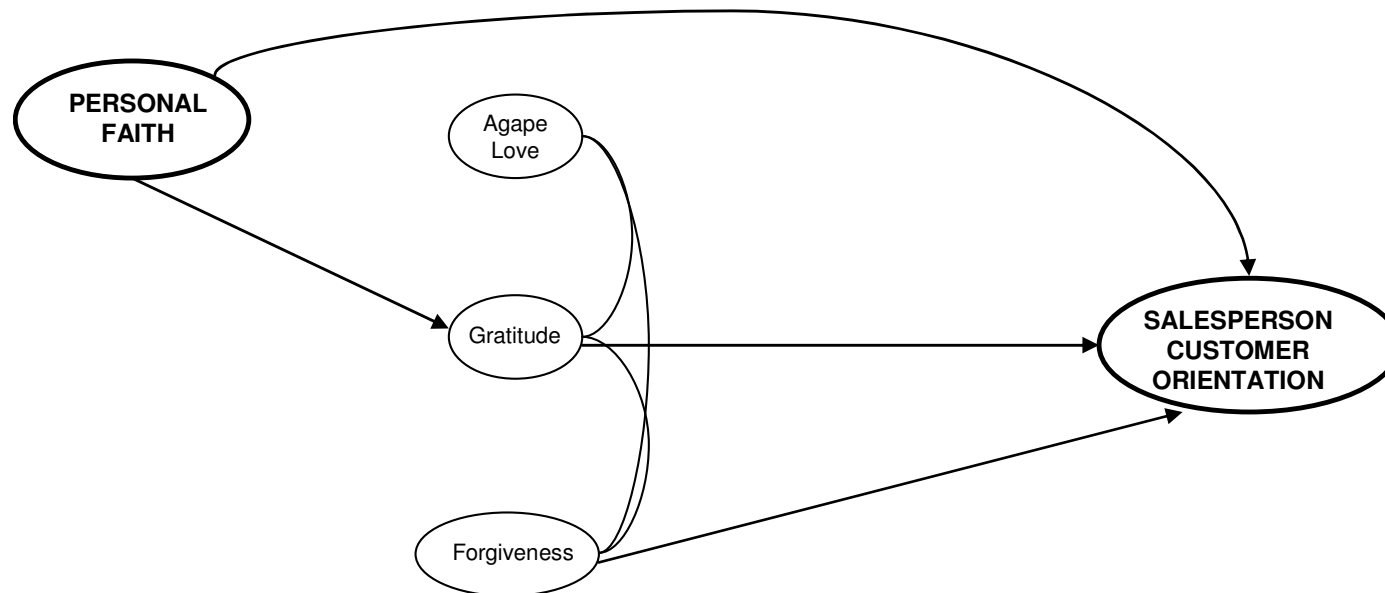 PERSONAL
FAITH
Agape
Love
Gratitude
SALESPERSON
CUSTOMER
ORIENTATION
Forgiveness